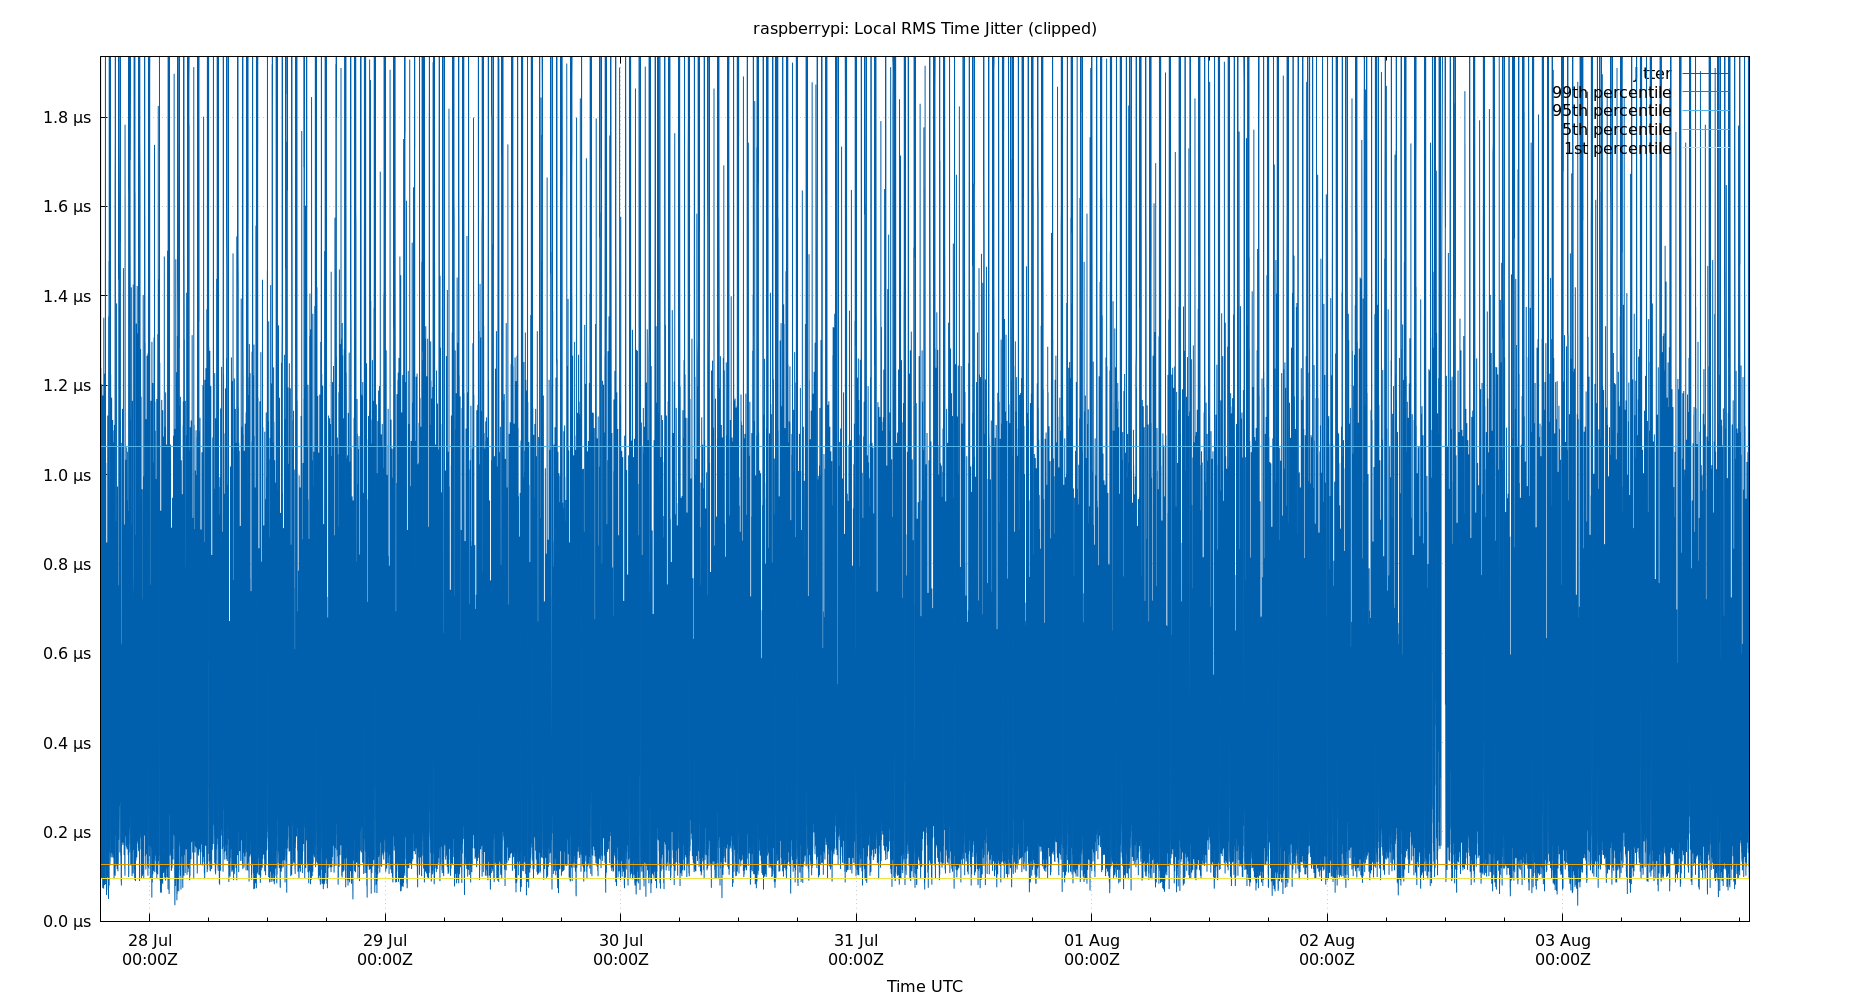 raspberrypi: Local RMS Time Jitter (clipped)
jitter
99th percentile
95th percentile
5th percentile
1st percentile
1.8 µs
1.6 µs
1.4 µs
1.2 µs
1.0 µs
0.8 µs
0.6 µs
0.4 µs
0.2 µs
0.0 µs
28 Jul 29 Jul 30 Jul 31 Jul 01 Aug 02 Aug 03 Aug
00:00Z 00:00Z 00:00Z 00:00Z 00:00Z 00:00Z 00:00Z
Time UTC